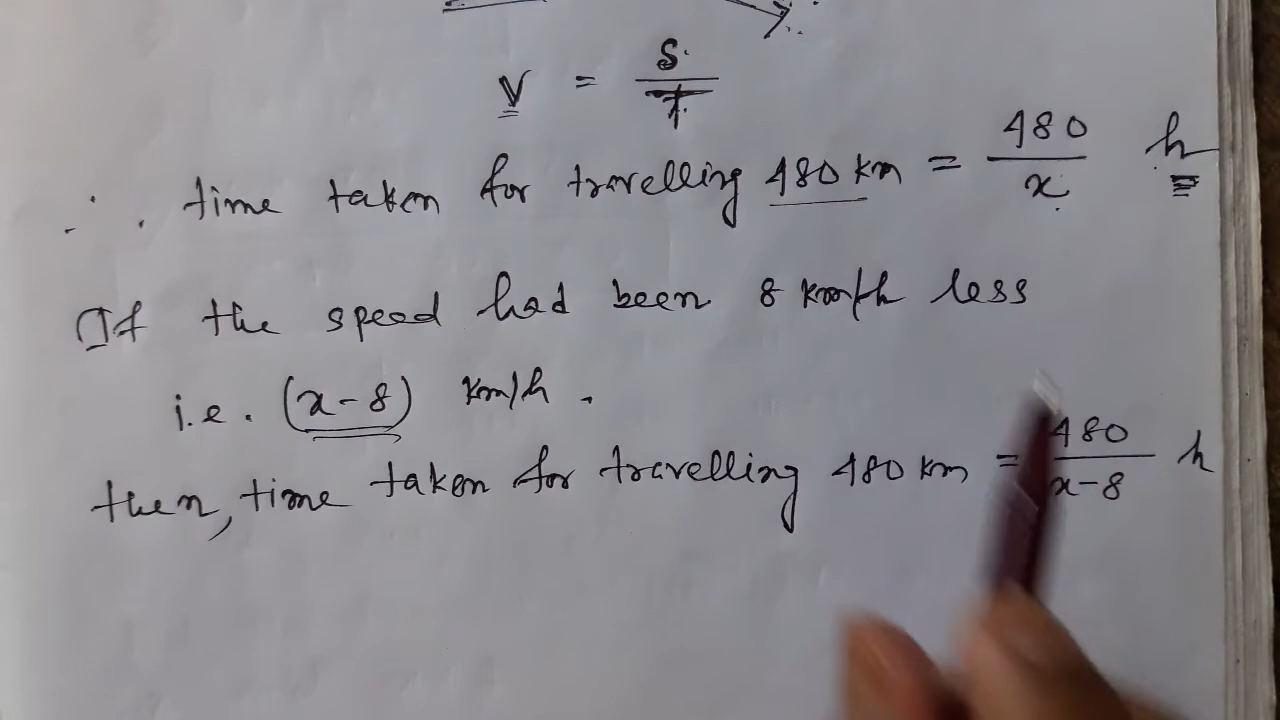 V = S/T
∴ time taken for travelling 480 km = 480/x h
If the speed had been 8 km/h less
i.e. (x-8) km/h.
then, time taken for travelling 480 km = 480/x-8 h